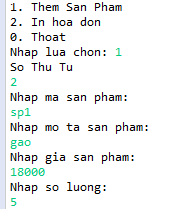 1. Them San Pham
2. In hoa don
0. Thoat
Nhap lua chon: 1
So Thu Tu
2
Nhap ma san pham:
sp1
Nhap mo ta san pham:
gao
Nhap gia san pham:
18000
Nhap so luong:
5